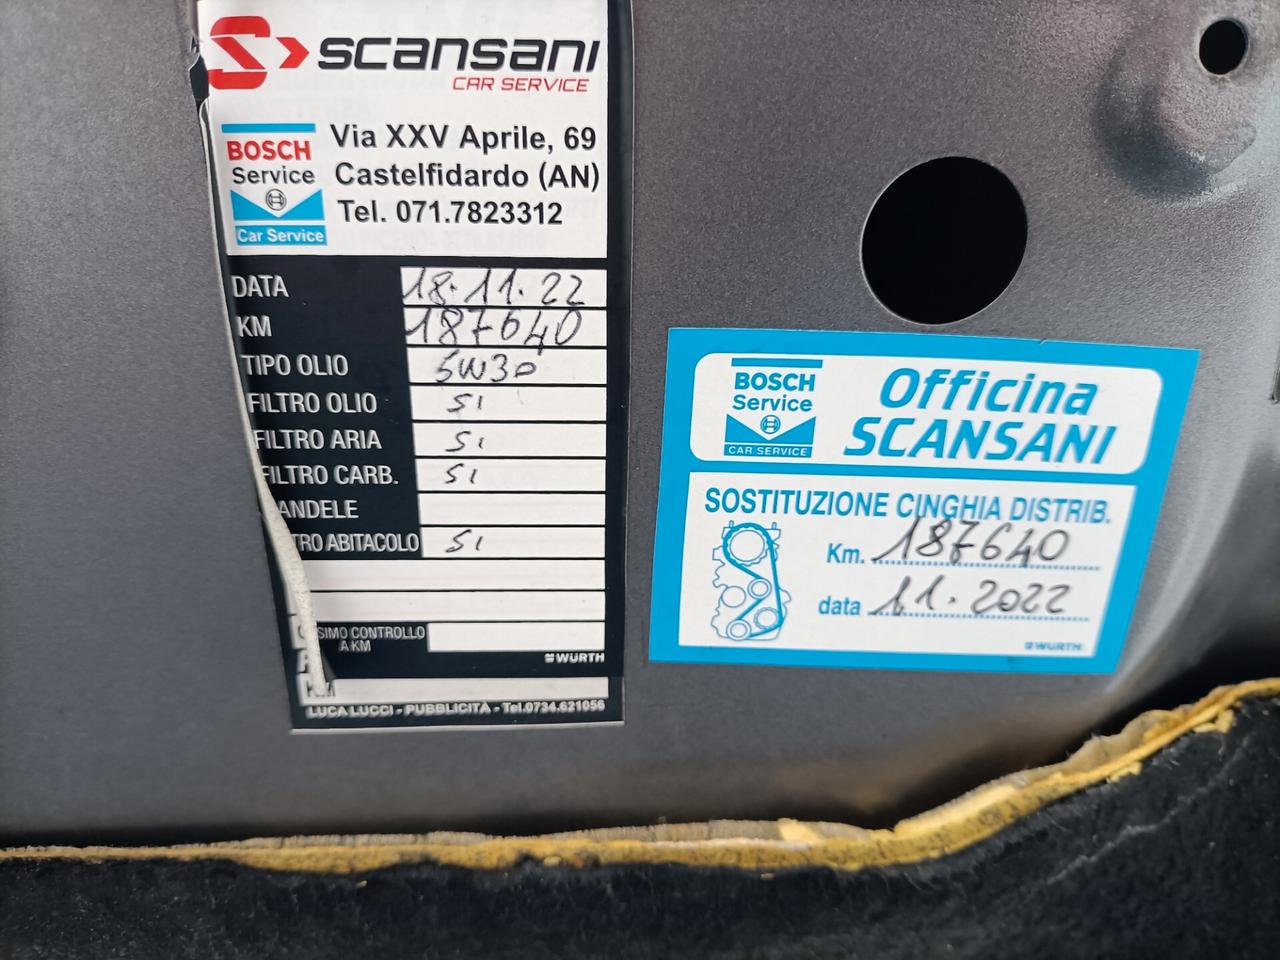 scansani
CAR SERVICE
BOSCH
Service
Car Service
Via XXV Aprile, 69
Castelfidardo (AN)
Tel. 071.7823312
DATA 18.11.22
KM 187640
TIPO OLIO 5W30
FILTRO OLIO SI
FILTRO ARIA SI
FILTRO CARB. SI
ANDELE
TRO ABITACOLO SI
SIMO CONTROLLO
A KM
WÜRTH
KM
LUCA LUCCI - PUBBLICITÀ - Tel.0734.621056
BOSCH
Service
CAR SERVICE
Officina
SCANSANI
SOSTITUZIONE CINGHIA DISTRIB.
Km. 187640
data 11.2022
WÜRTH